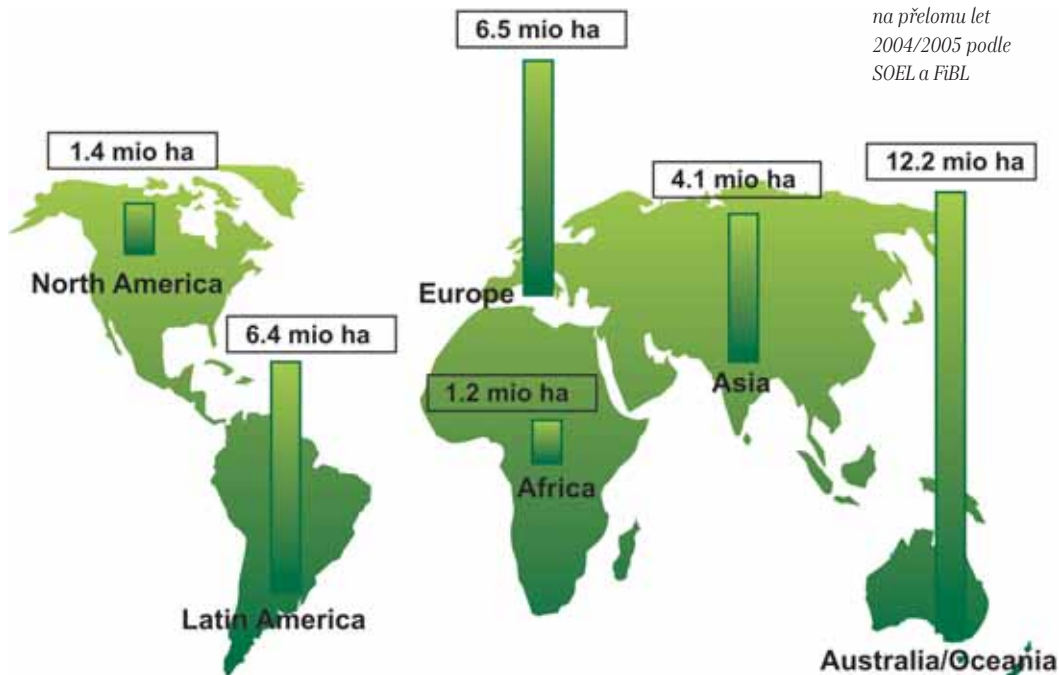 na přelomu let
2004/2005 podle
SOEL a FiBL
6.5 mio ha
1.4 mio ha
4.1 mio ha
12.2 mio ha
North America
Europe
6.4 mio ha
Asia
1.2 mio ha
Africa
Latin America
Australia/Oceania